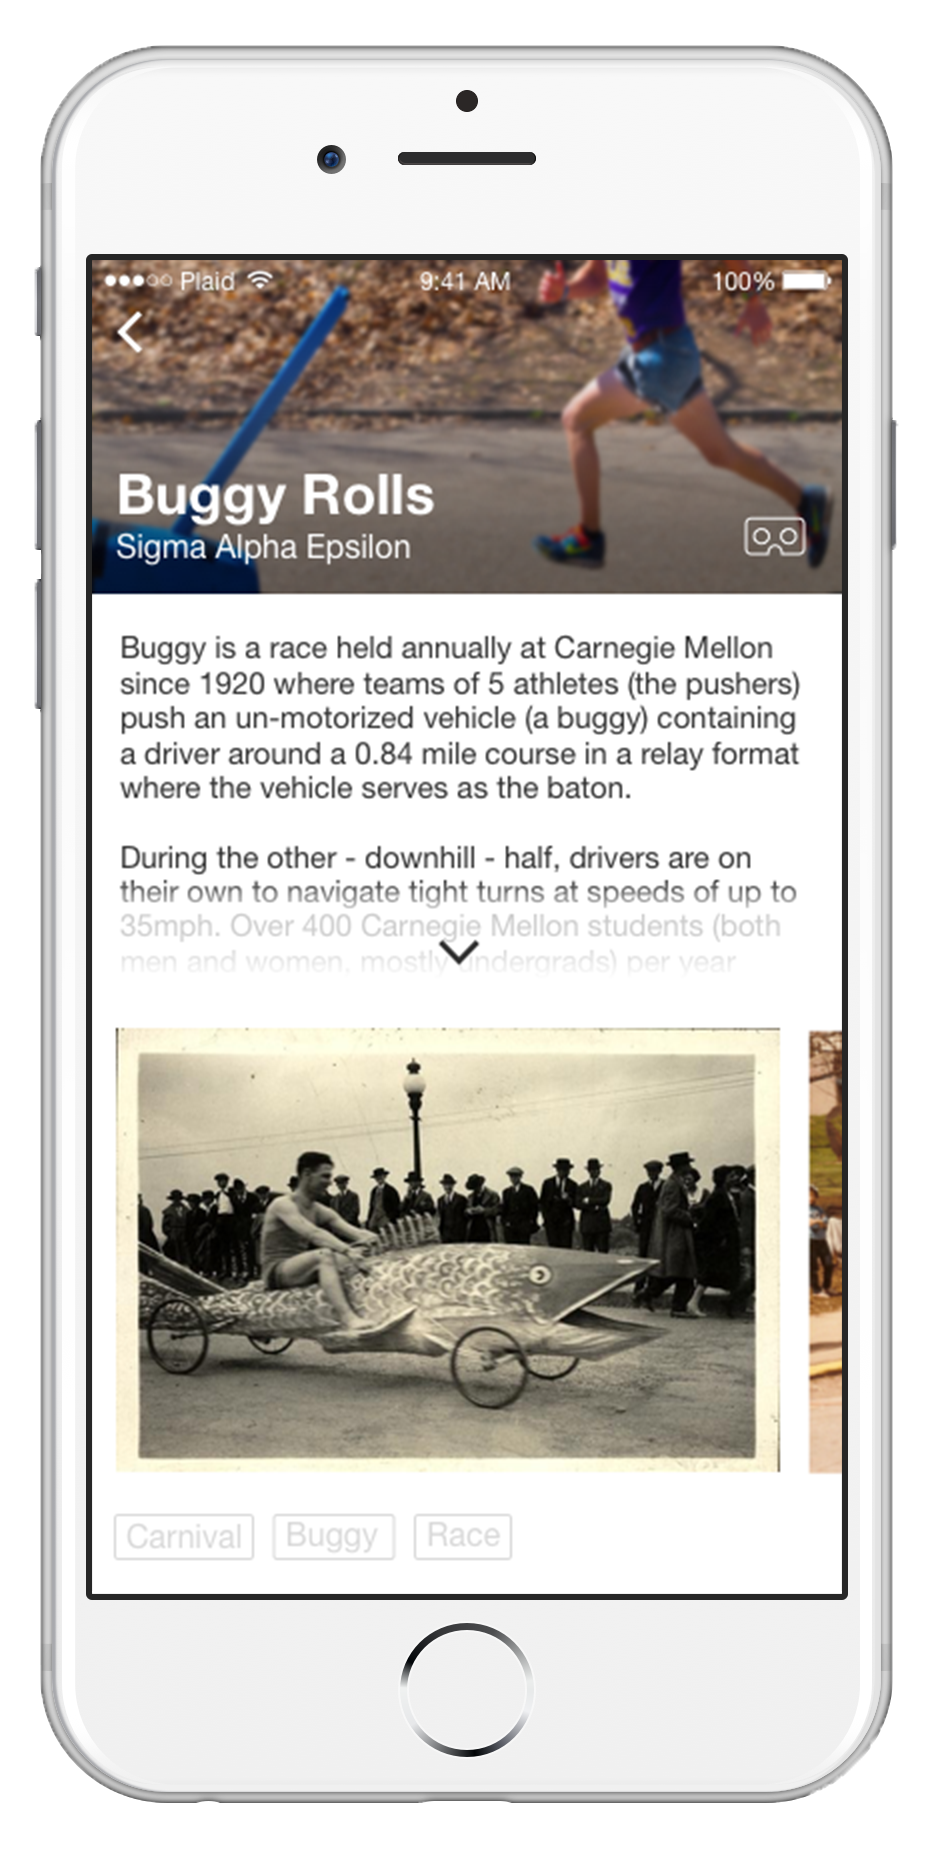 Plaid
9:41 AM
100%
Buggy Rolls
Sigma Alpha Epsilon
Buggy is a race held annually at Carnegie Mellon
since 1920 where teams of 5 athletes (the pushers)
push an un-motorized vehicle (a buggy) containing
a driver around a 0.84 mile course in a relay format
where the vehicle serves as the baton.
During the other - downhill - half, drivers are on
their own to navigate tight turns at speeds of up to
35mph. Over 400 Carnegie Mellon students (both
men and women, mostly undergrads) per year
Carnival
Buggy
Race